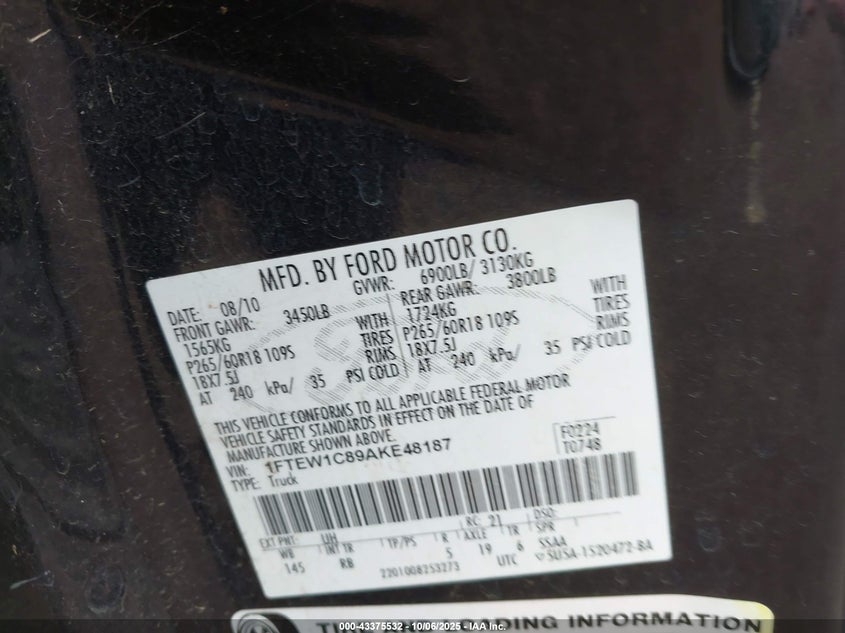 MFD. BY FORD MOTOR CO.
DATE: 08/10 GVWR: 6900LB/ 3130KG
FRONT GAWR: 3450LB REAR GAWR: 3800LB
1565KG WITH 1724KG WITH
P265/60R18 109S TIRES P265/60R18 109S TIRES
18X7.5J RIMS 18X7.5J RIMS
AT 240 kPa/ 35 PSI COLD AT 240 kPa/ 35 PSI COLD
THIS VEHICLE CONFORMS TO ALL APPLICABLE FEDERAL MOTOR
VEHICLE SAFETY STANDARDS IN EFFECT ON THE DATE OF
MANUFACTURE SHOWN ABOVE.
VIN: 1FTEW1C89AKE48187 F0224
TYPE: Truck T0748
EXT PNT: UH RC: 21 DSO:
WB INT TR TP/PS R AXLE TR SPR
145 RB 5 19 6 SSAA
2201008253273 UTC 5U5A-1520472-BA
LOADING INFORMATION
000-43375532 - 10/06/2025 - IAA Inc.